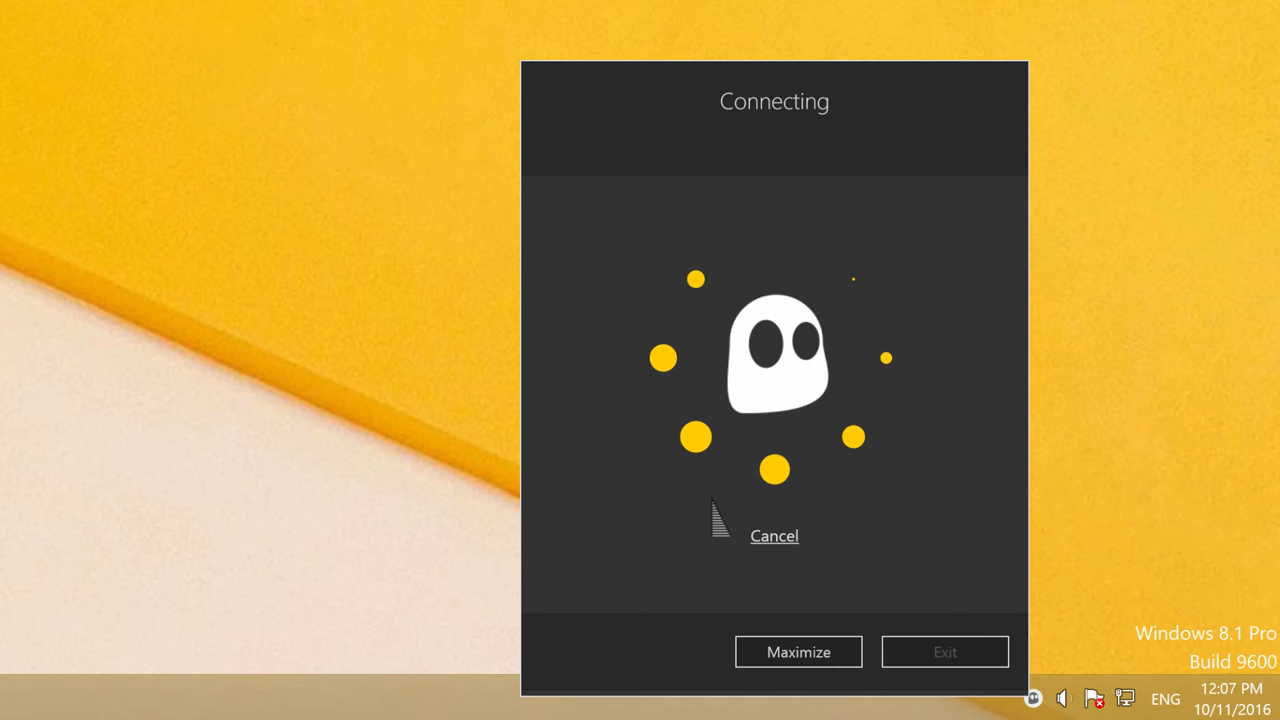 Connecting
Cancel
Maximize
Exit
Windows 8.1 Pro
Build 9600
ENG
12:07 PM
10/11/2016